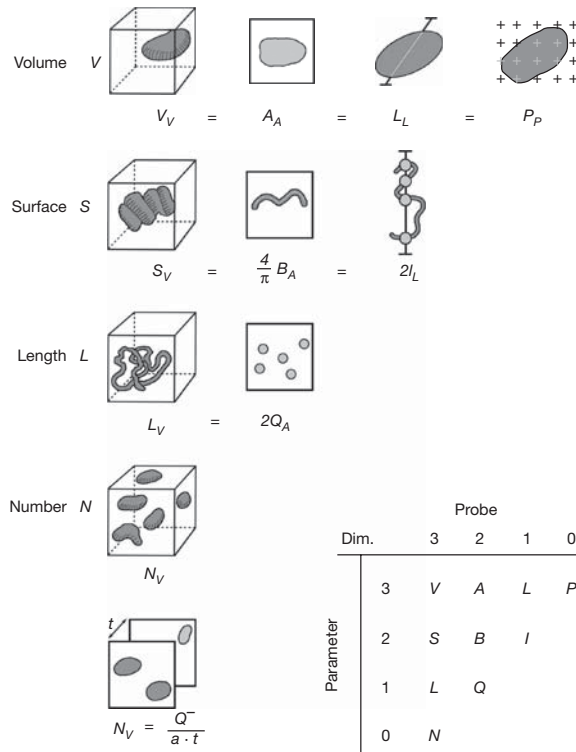 Volume V
V_V = A_A = L_L = P_P
Surface S
S_V = 4/π B_A = 2I_L
Length L
L_V = 2Q_A
Number N
N_V
t
N_V = Q⁻/a · t
Probe
Dim. 3 2 1 0
Parameter
3 V A L P
2 S B I
1 L Q
0 N